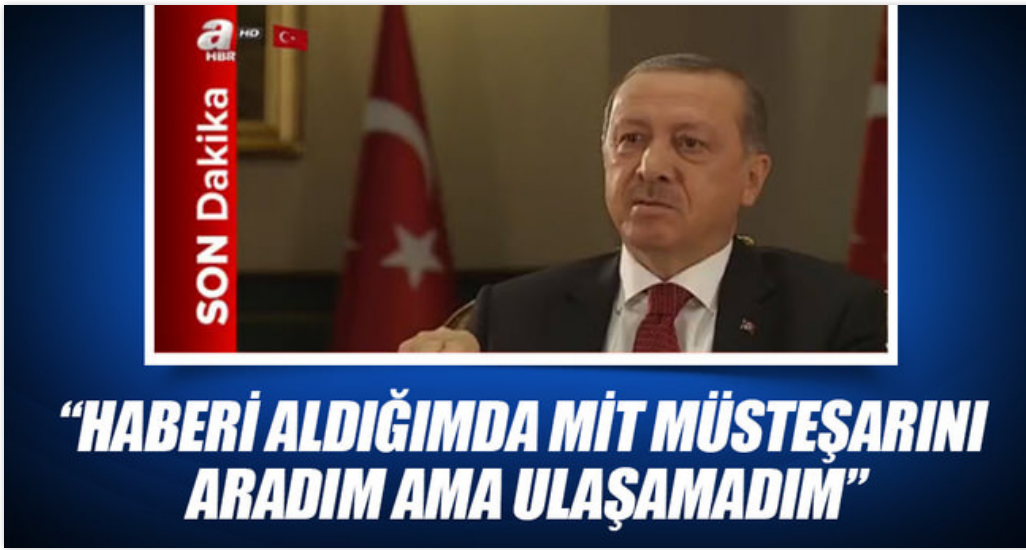 a HD
HBR
SON Dakika
“HABERİ ALDIĞIMDA MİT MÜSTEŞARINI
ARADIM AMA ULAŞAMADIM”